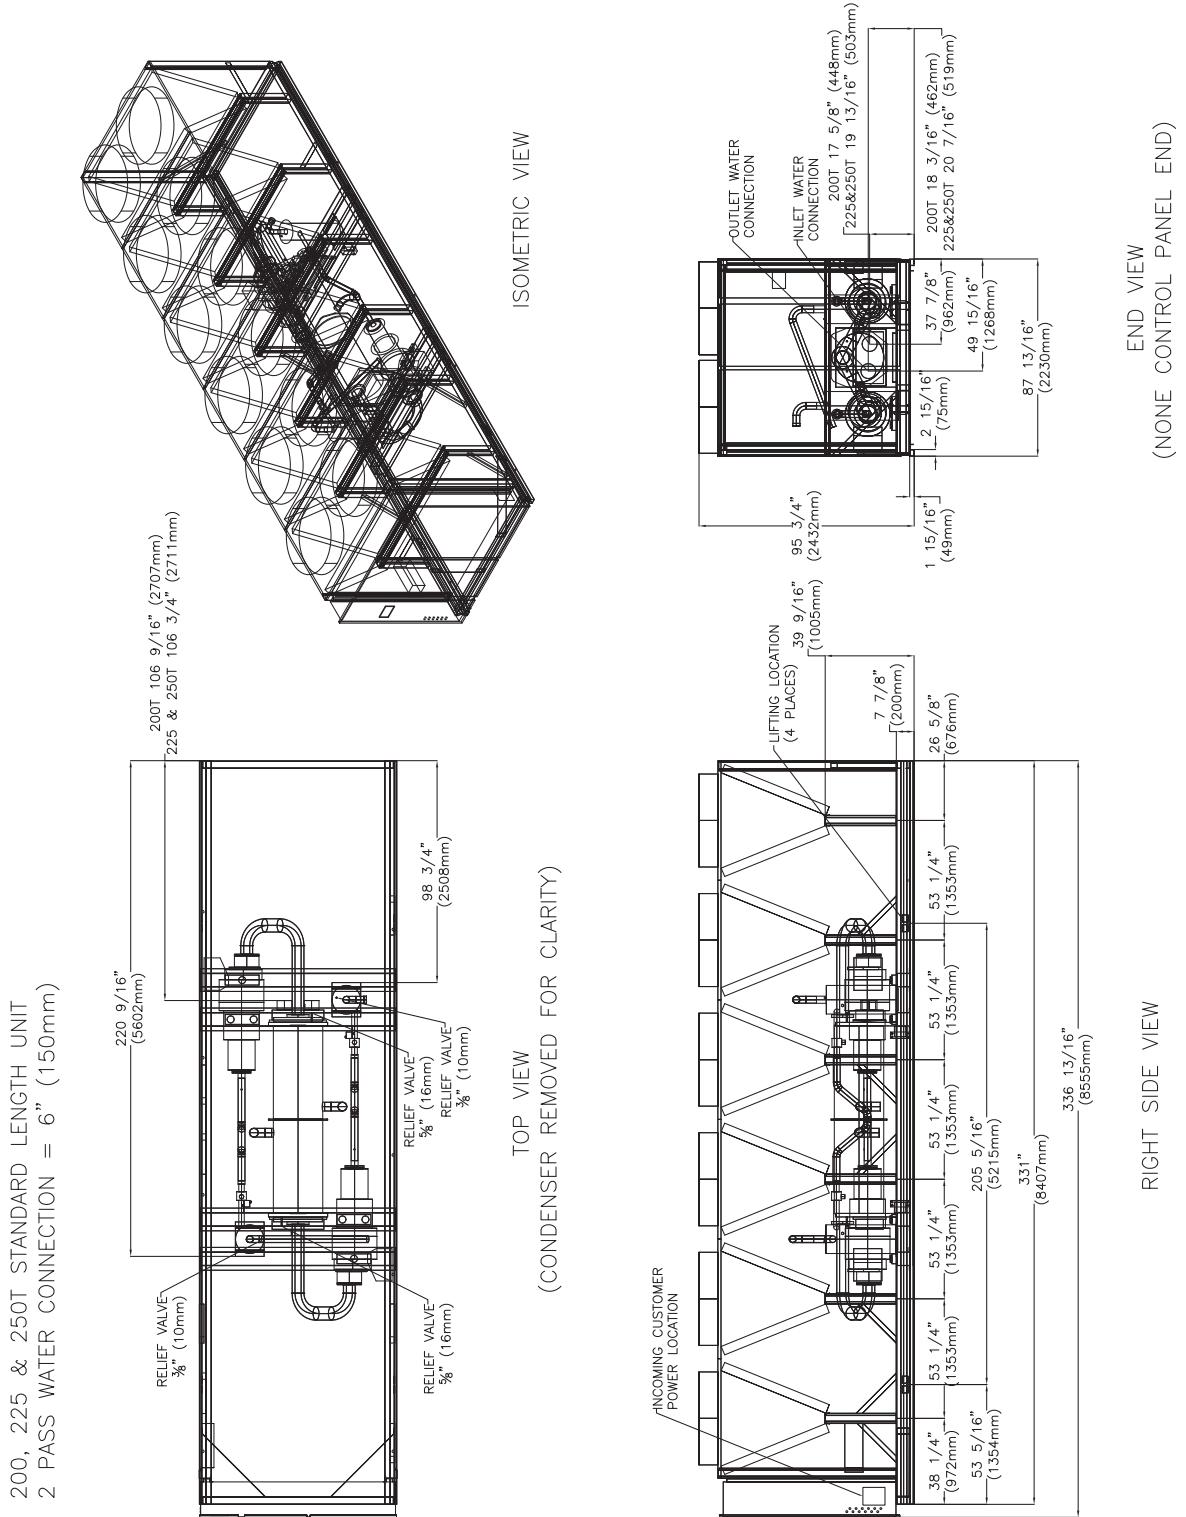 200, 225 & 250T STANDARD LENGTH UNIT
2 PASS WATER CONNECTION = 6” (150mm)
220 9/16”
(5602mm)
200T 106 9/16” (2707mm)
225 & 250T 106 3/4” (2711mm)
RELIEF VALVE
⅜” (10mm)
RELIEF VALVE
⅝” (16mm)
RELIEF VALVE
⅝” (16mm)
RELIEF VALVE
⅜” (10mm)
98 3/4”
(2508mm)
TOP VIEW
(CONDENSER REMOVED FOR CLARITY)
ISOMETRIC VIEW
INCOMING CUSTOMER
POWER LOCATION
LIFTING LOCATION
(4 PLACES)
39 9/16”
(1005mm)
7 7/8”
(200mm)
38 1/4”
(972mm)
53 1/4”
(1353mm)
53 1/4”
(1353mm)
53 1/4”
(1353mm)
53 1/4”
(1353mm)
53 1/4”
(1353mm)
26 5/8”
(676mm)
53 5/16”
(1354mm)
205 5/16”
(5215mm)
331”
(8407mm)
336 13/16”
(8555mm)
RIGHT SIDE VIEW
OUTLET WATER
CONNECTION
INLET WATER
CONNECTION
200T 17 5/8” (448mm)
225&250T 19 13/16” (503mm)
200T 18 3/16” (462mm)
225&250T 20 7/16” (519mm)
95 3/4”
(2432mm)
1 15/16”
(49mm)
2 15/16”
(75mm)
37 7/8”
(962mm)
49 15/16”
(1268mm)
87 13/16”
(2230mm)
END VIEW
(NONE CONTROL PANEL END)